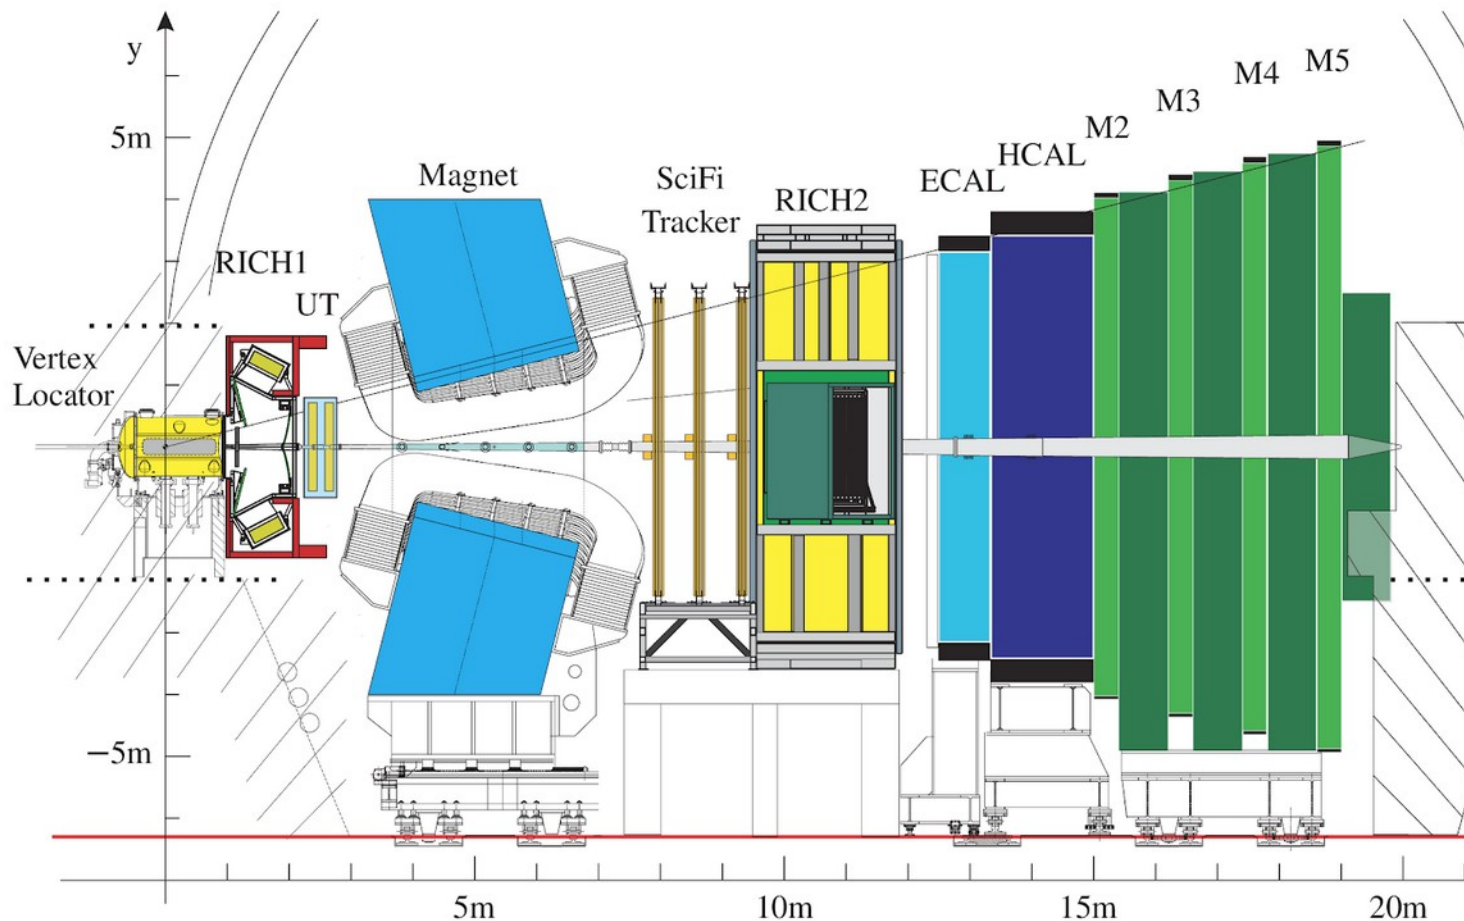 y
5m
Magnet
SciFi
Tracker
RICH2
ECAL
HCAL
M2
M3
M4
M5
RICH1
UT
Vertex
Locator
−5m
5m
10m
15m
20m